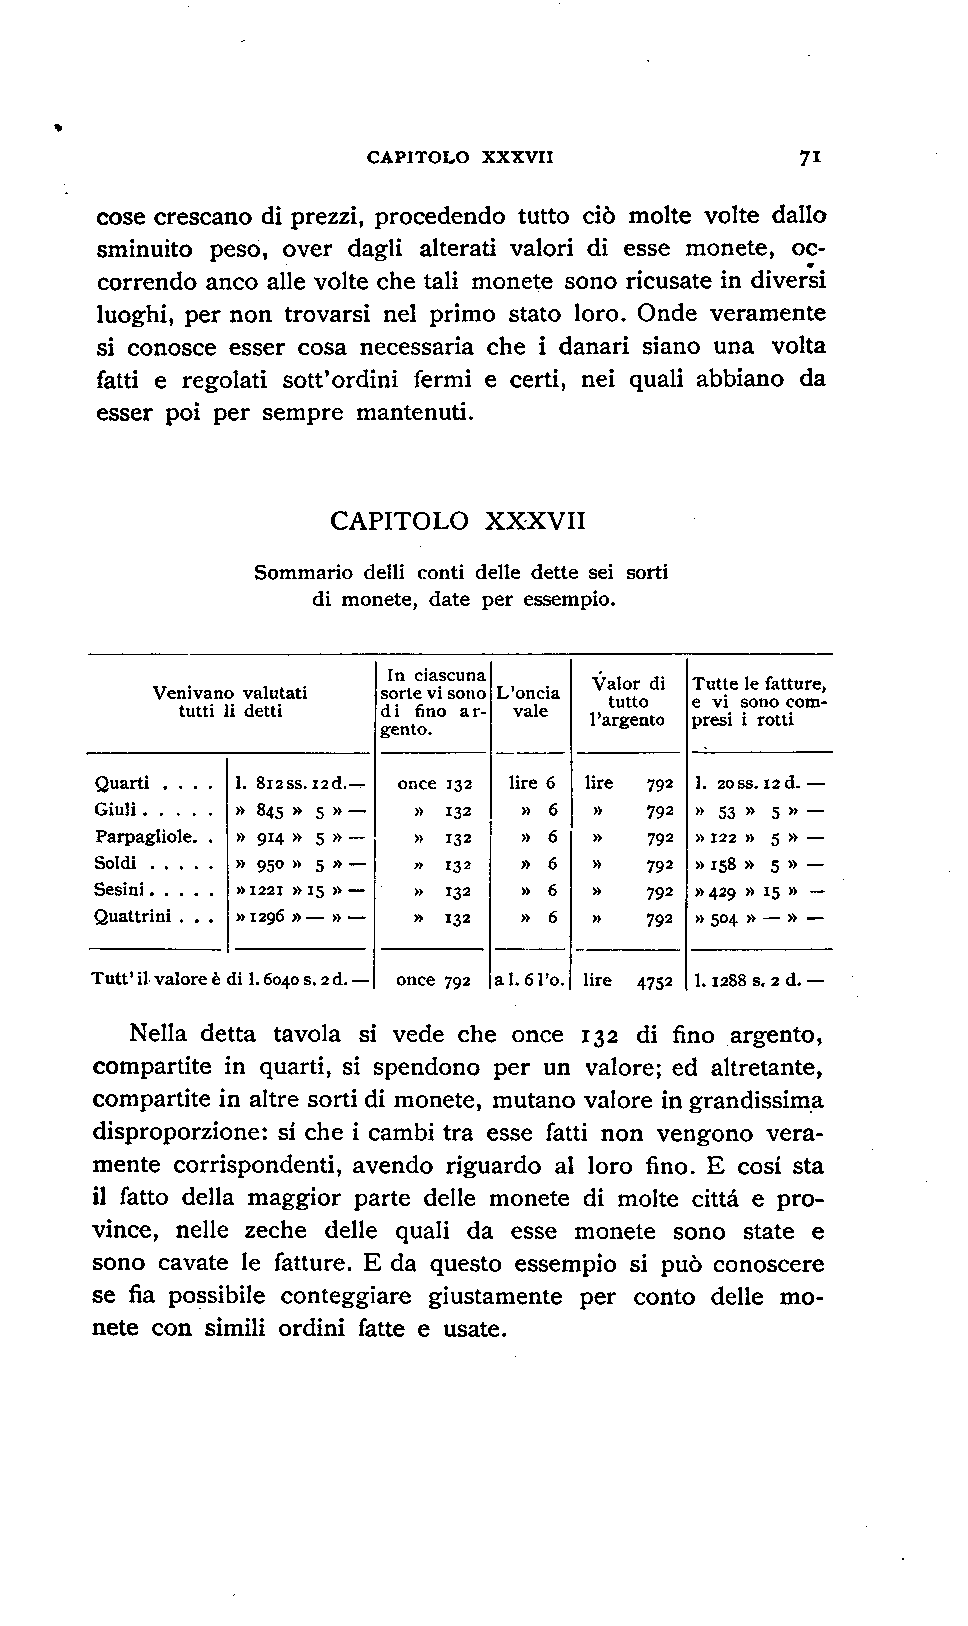 CAPITOLO XXXVII 71
cose crescano di prezzi, procedendo tutto ciò molte volte dallo
sminuito peso, over dagli alterati valori di esse monete, oc-
correndo anco alle volte che tali monete sono ricusate in diversi
luoghi, per non trovarsi nel primo stato loro. Onde veramente
si conosce esser cosa necessaria che i danari siano una volta
fatti e regolati sott'ordini fermi e certi, nei quali abbiano da
esser poi per sempre mantenuti.
CAPITOLO XXXVII
Sommario delli conti delle dette sei sorti
di monete, date per essempio.
Venivano valutati
tutti li detti
In ciascuna
sorte vi sono
di fino ar-
gento.
L'oncia
vale
Valor di
tutto
l'argento
Tutte le fatture,
e vi sono com-
presi i rotti
Quarti . . . . l. 812 ss. 12 d. — once 132 lire 6 lire 792 l. 20 ss. 12 d. —
Giuli . . . . . » 845 » 5 » — » 132 » 6 » 792 » 53 » 5 » —
Parpagliole. . » 914 » 5 » — » 132 » 6 » 792 » 122 » 5 » —
Soldi . . . . . » 950 » 5 » — » 132 » 6 » 792 » 158 » 5 » —
Sesini . . . . . » 1221 » 15 » — » 132 » 6 » 792 » 429 » 15 » —
Quattrini . . . » 1296 » — » — » 132 » 6 » 792 » 504 » — » —
Tutt' il valore è di l. 6040 s. 2 d. — once 792 a l. 6 l'o. lire 4752 l. 1288 s. 2 d. —
Nella detta tavola si vede che once 132 di fino argento,
compartite in quarti, si spendono per un valore; ed altretante,
compartite in altre sorti di monete, mutano valore in grandissima
disproporzione: sí che i cambi tra esse fatti non vengono vera-
mente corrispondenti, avendo riguardo al loro fino. E cosí sta
il fatto della maggior parte delle monete di molte cittá e pro-
vince, nelle zeche delle quali da esse monete sono state e
sono cavate le fatture. E da questo essempio si può conoscere
se fia possibile conteggiare giustamente per conto delle mo-
nete con simili ordini fatte e usate.